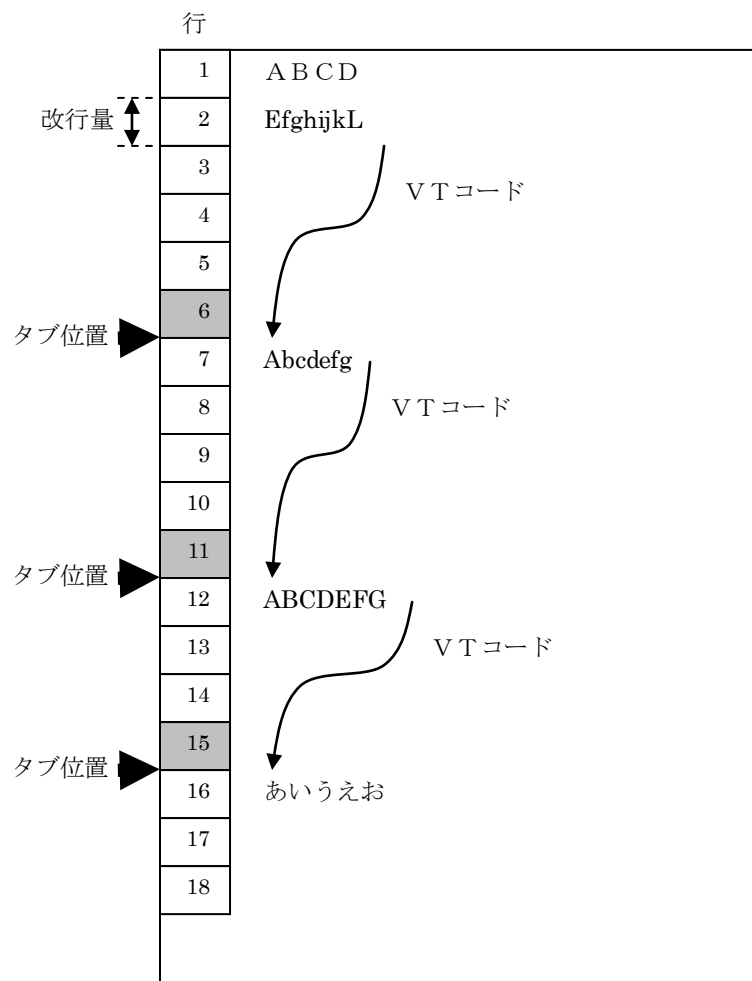 行
1 ＡＢＣＤ
改行量 2 EfghijkL
3 ＶＴコード
4
5
6
タブ位置
7 Abcdefg
8 ＶＴコード
9
10
11
タブ位置
12 ABCDEFG
13 ＶＴコード
14
15
タブ位置
16 あいうえお
17
18